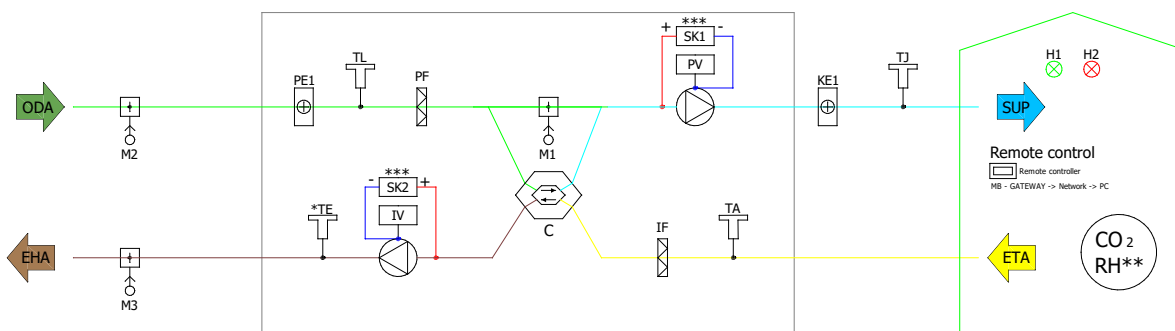 *** 
+ SK1 -
TL
PE1
PF
PV
KE1
TJ
H1 H2
ODA
M2
M1
SUP
Remote control
Remote controller
MB - GATEWAY -> Network -> PC
***
- SK2 +
*TE
IV
C
IF
TA
EHA
M3
ETA
CO 2
RH**